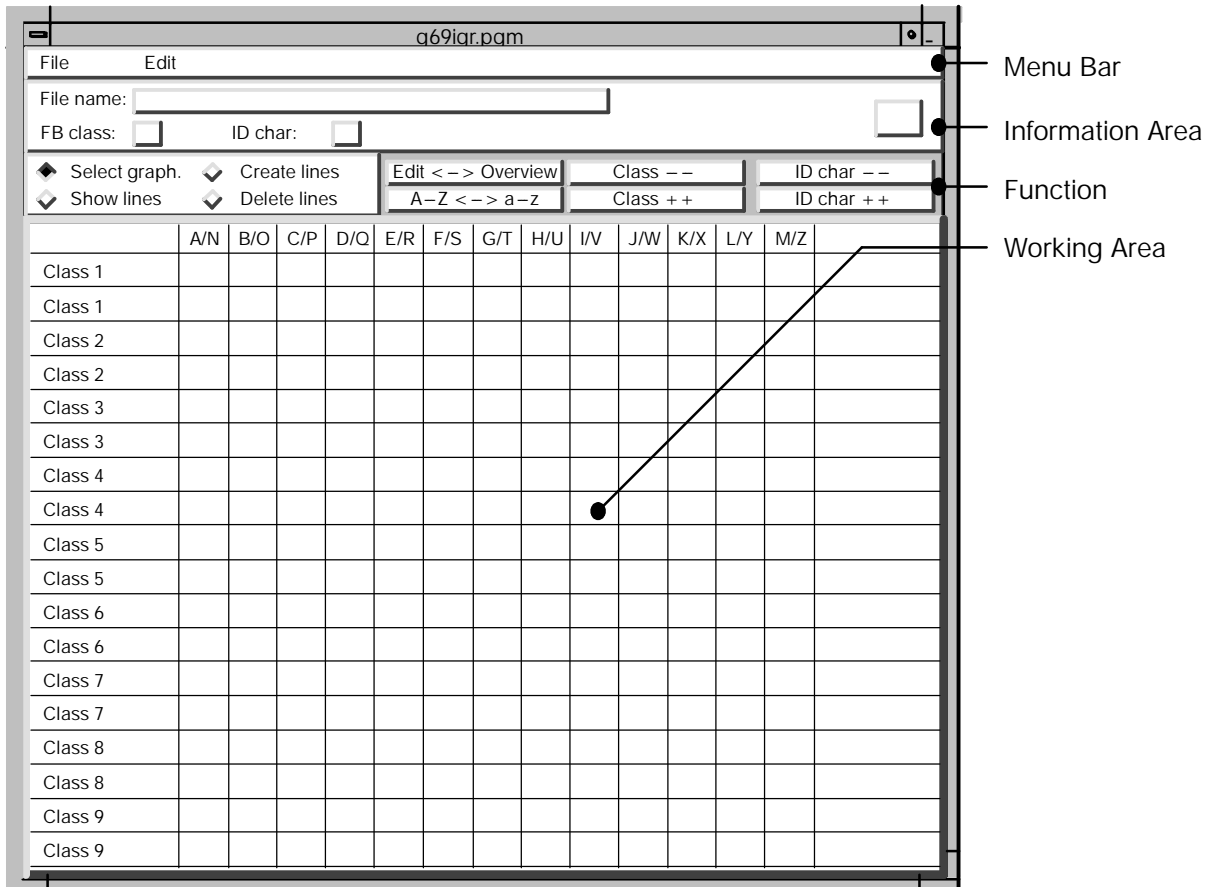 g69igr.pgm
File Edit
Menu Bar
File name:
FB class: ID char:
Information Area
Select graph. Create lines Edit <−> Overview Class −− ID char −−
Show lines Delete lines A−Z <−> a−z Class ++ ID char ++
Function
A/N B/O C/P D/Q E/R F/S G/T H/U I/V J/W K/X L/Y M/Z
Working Area
Class 1
Class 1
Class 2
Class 2
Class 3
Class 3
Class 4
Class 4
Class 5
Class 5
Class 6
Class 6
Class 7
Class 7
Class 8
Class 8
Class 9
Class 9